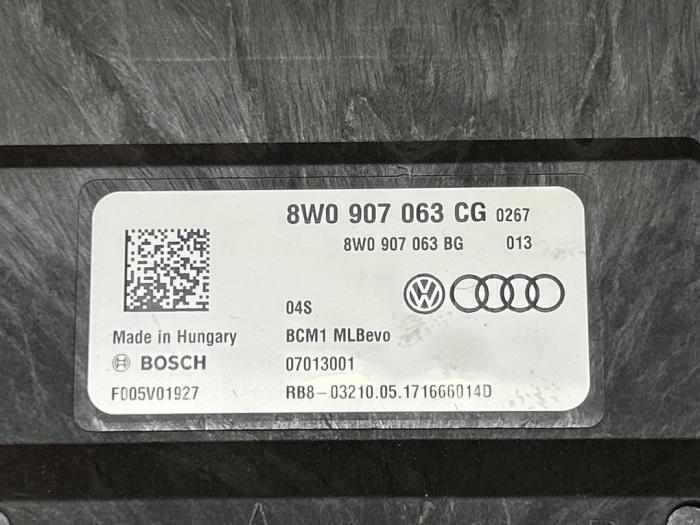 8W0 907 063 CG 0267
8W0 907 063 BG 013
04S
Made in Hungary BCM1 MLBevo
BOSCH 07013001
F005V01927 RB8-03210.05.171666014D